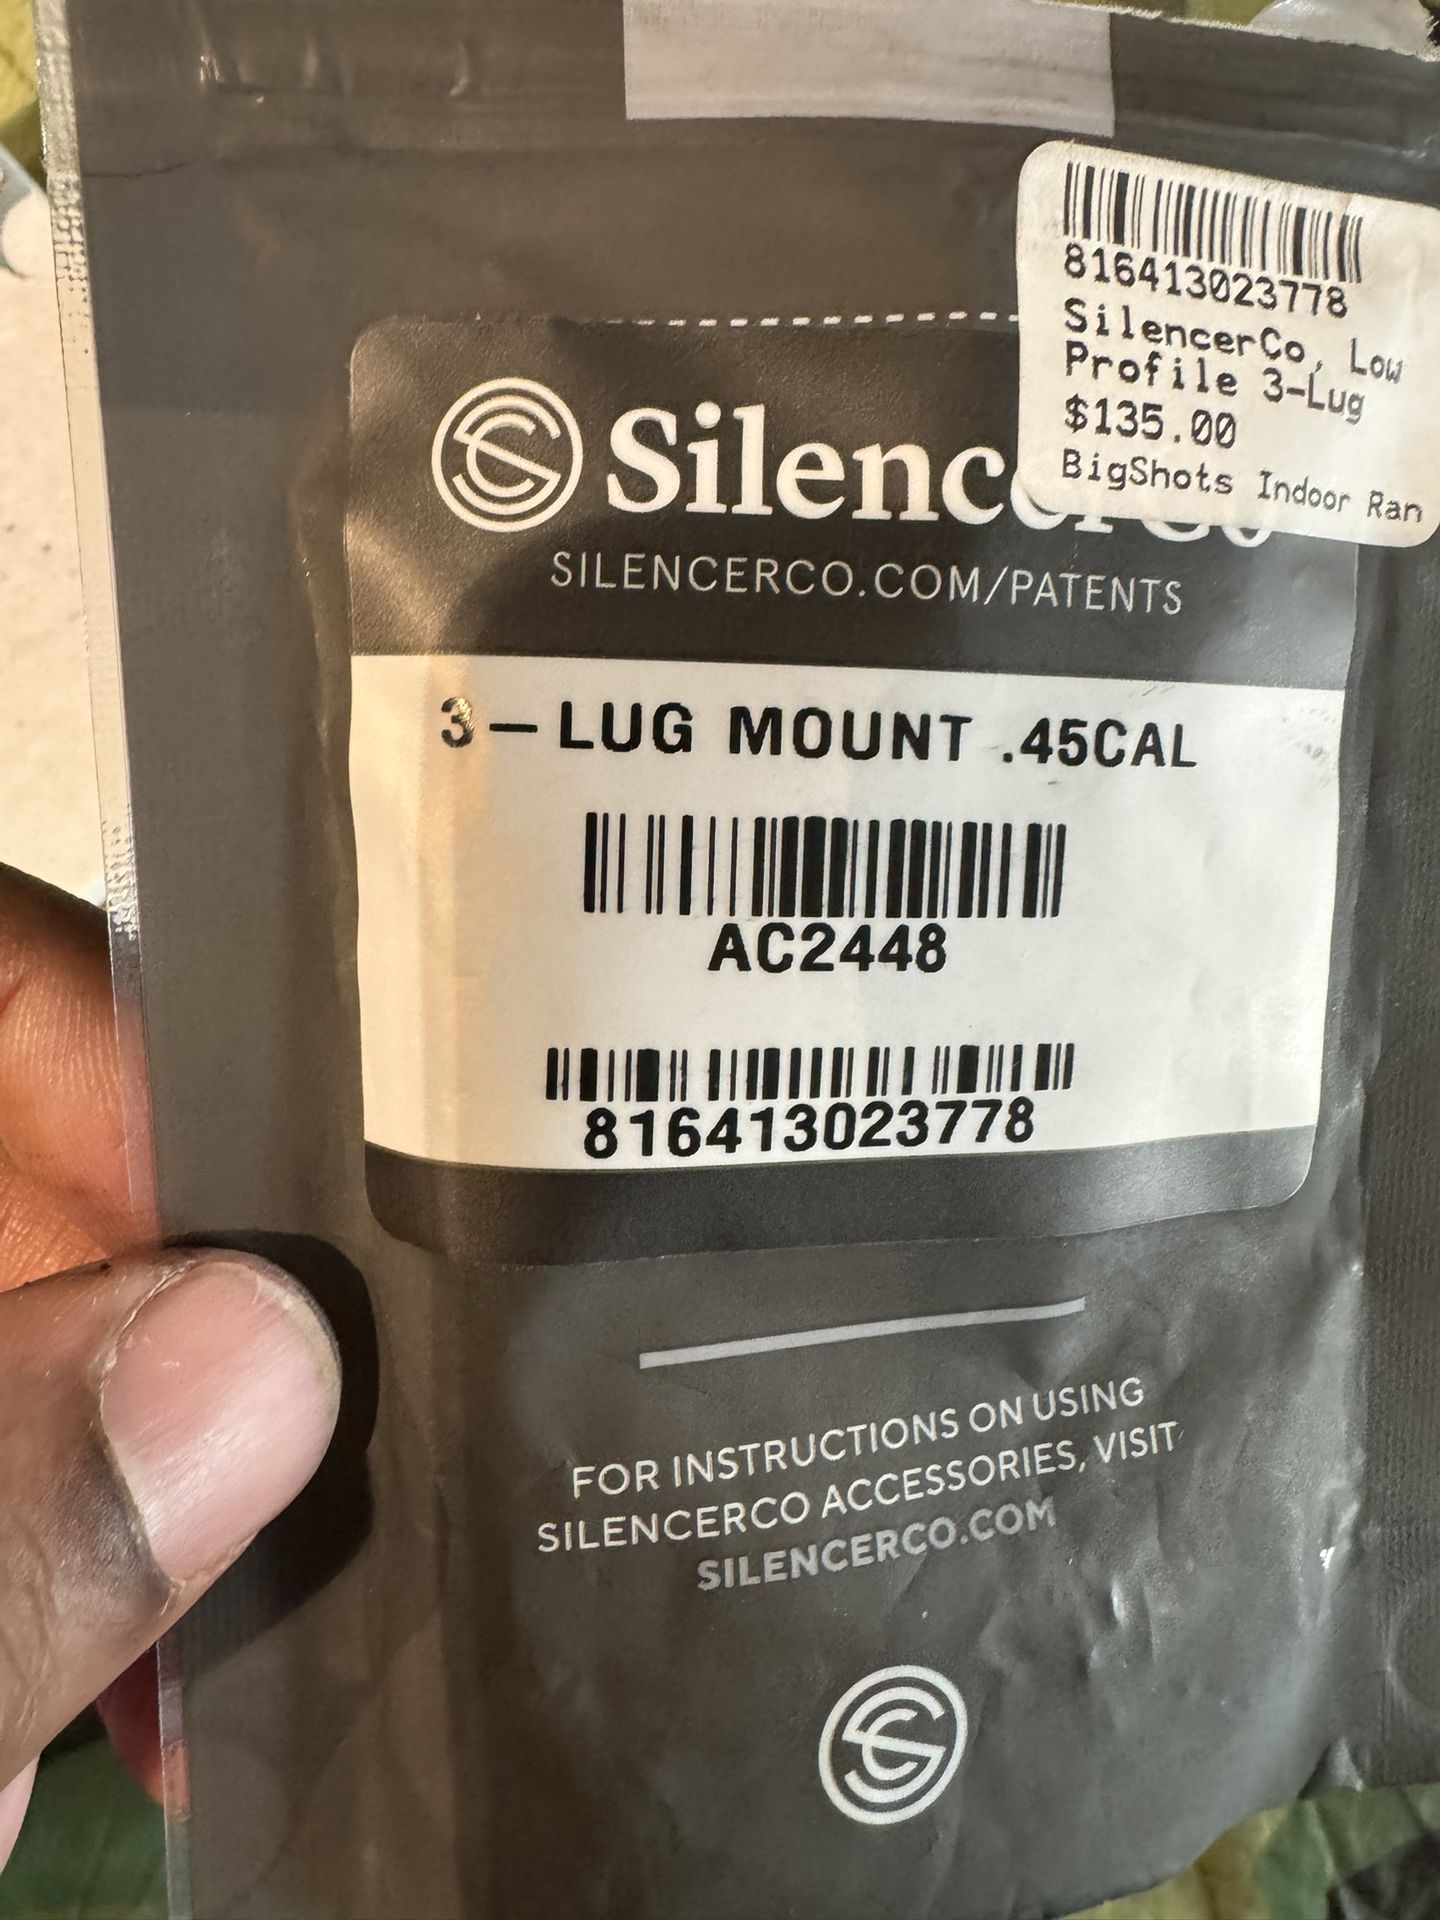 816413023778
SilencerCo, Low
Profile 3-Lug
$135.00
BigShots Indoor Ran
SilencerCo
SILENCERCO.COM/PATENTS
3-LUG MOUNT .45CAL
AC2448
816413023778
FOR INSTRUCTIONS ON USING
SILENCERCO ACCESSORIES, VISIT
SILENCERCO.COM